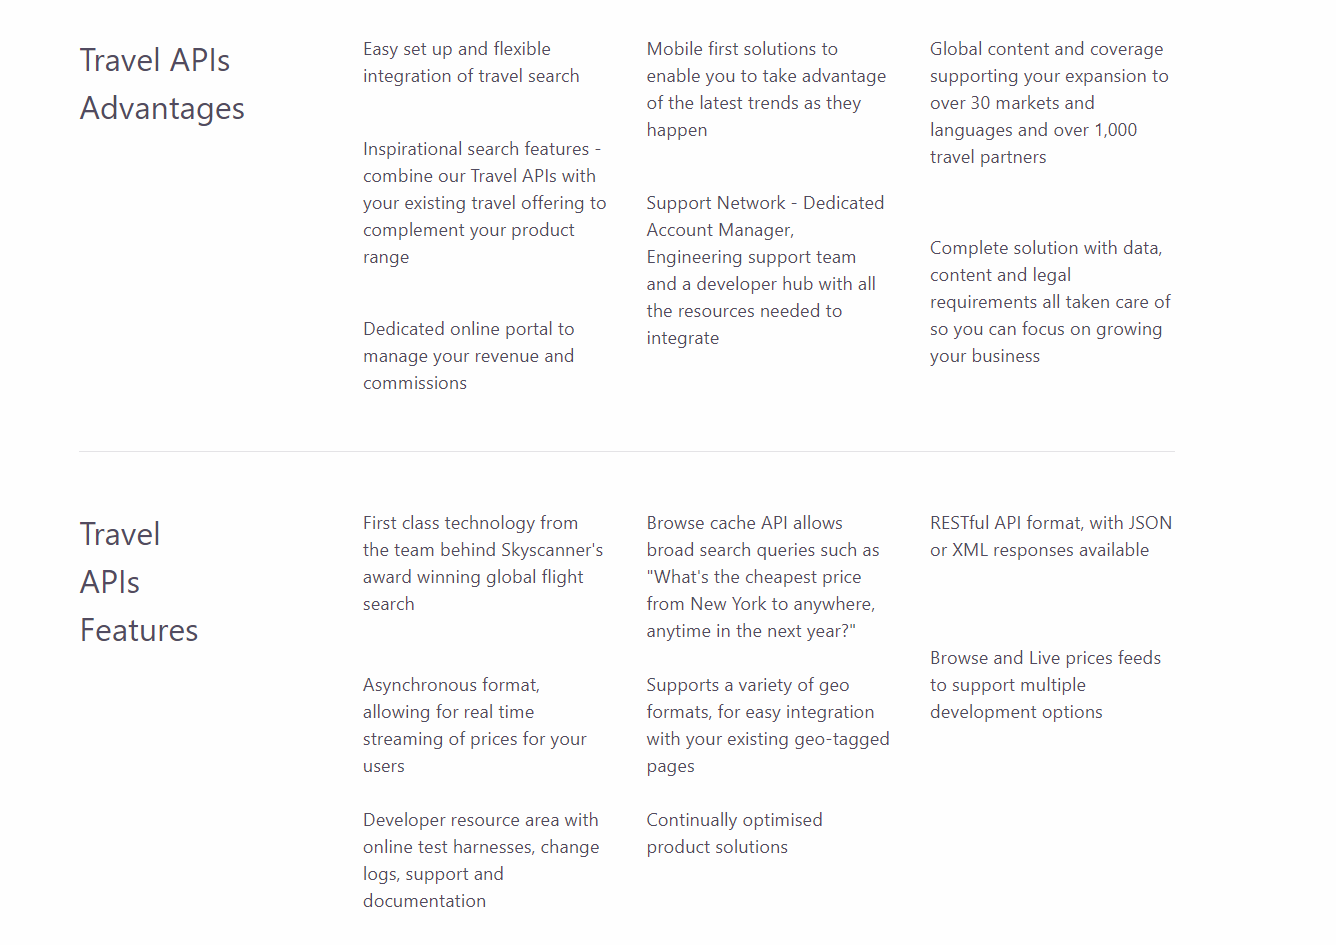 Travel APIs
Advantages
Easy set up and flexible
integration of travel search
Inspirational search features -
combine our Travel APIs with
your existing travel offering to
complement your product
range
Dedicated online portal to
manage your revenue and
commissions
Mobile first solutions to
enable you to take advantage
of the latest trends as they
happen
Support Network - Dedicated
Account Manager,
Engineering support team
and a developer hub with all
the resources needed to
integrate
Global content and coverage
supporting your expansion to
over 30 markets and
languages and over 1,000
travel partners
Complete solution with data,
content and legal
requirements all taken care of
so you can focus on growing
your business
Travel
APIs
Features
First class technology from
the team behind Skyscanner's
award winning global flight
search
Asynchronous format,
allowing for real time
streaming of prices for your
users
Developer resource area with
online test harnesses, change
logs, support and
documentation
Browse cache API allows
broad search queries such as
"What's the cheapest price
from New York to anywhere,
anytime in the next year?"
Supports a variety of geo
formats, for easy integration
with your existing geo-tagged
pages
Continually optimised
product solutions
RESTful API format, with JSON
or XML responses available
Browse and Live prices feeds
to support multiple
development options